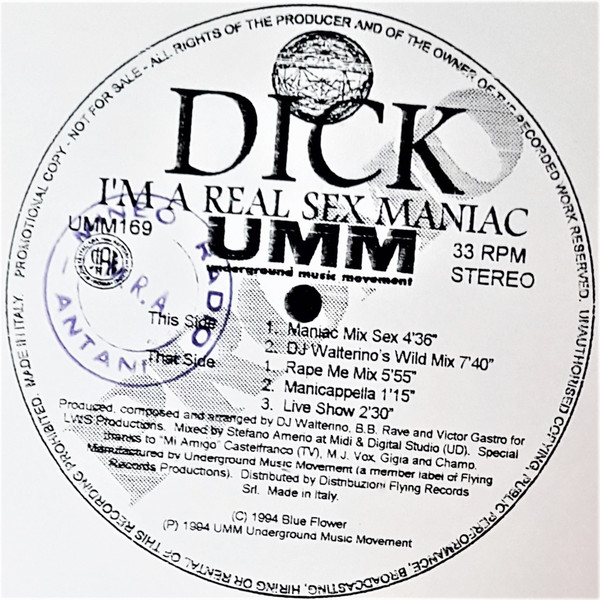 MADE IN ITALY. PROMOTIONAL COPY - NOT FOR SALE - ALL RIGHTS OF THE PRODUCER AND OF THE OWNER OF THE RECORDED WORK RESERVED. UNAUTHORISED COPYING, PUBLIC PERFORMANCE, BROADCASTING, HIRING OR RENTAL OF THIS RECORDING PROHIBITED.
DICK
I'M A REAL SEX MANIAC
UMM169
UMM
underground music movement
33 RPM
STEREO
RADIO
ANTANI
PROMO
This Side
1. Maniac Mix Sex 4'36"
2. DJ Walterino's Wild Mix 7'40"
That Side
1. Rape Me Mix 5'55"
2. Manicappella 1'15"
3. Live Show 2'30"
Produced, composed and arranged by DJ Walterino, B.B. Rave and Victor Gastro for
LWS Productions. Mixed by Stefano Ameno at Midi & Digital Studio (UD). Special
thanks to "Mi Amigo" Castelfranco (TV), M.J. Vox, Gigra and Champ.
Manufactured by Underground Music Movement (a member label of Flying
Records Productions). Distributed by Distribuzioni Flying Records
Srl. Made in Italy.
(C) 1994 Blue Flower
(P) 1994 UMM Underground Music Movement